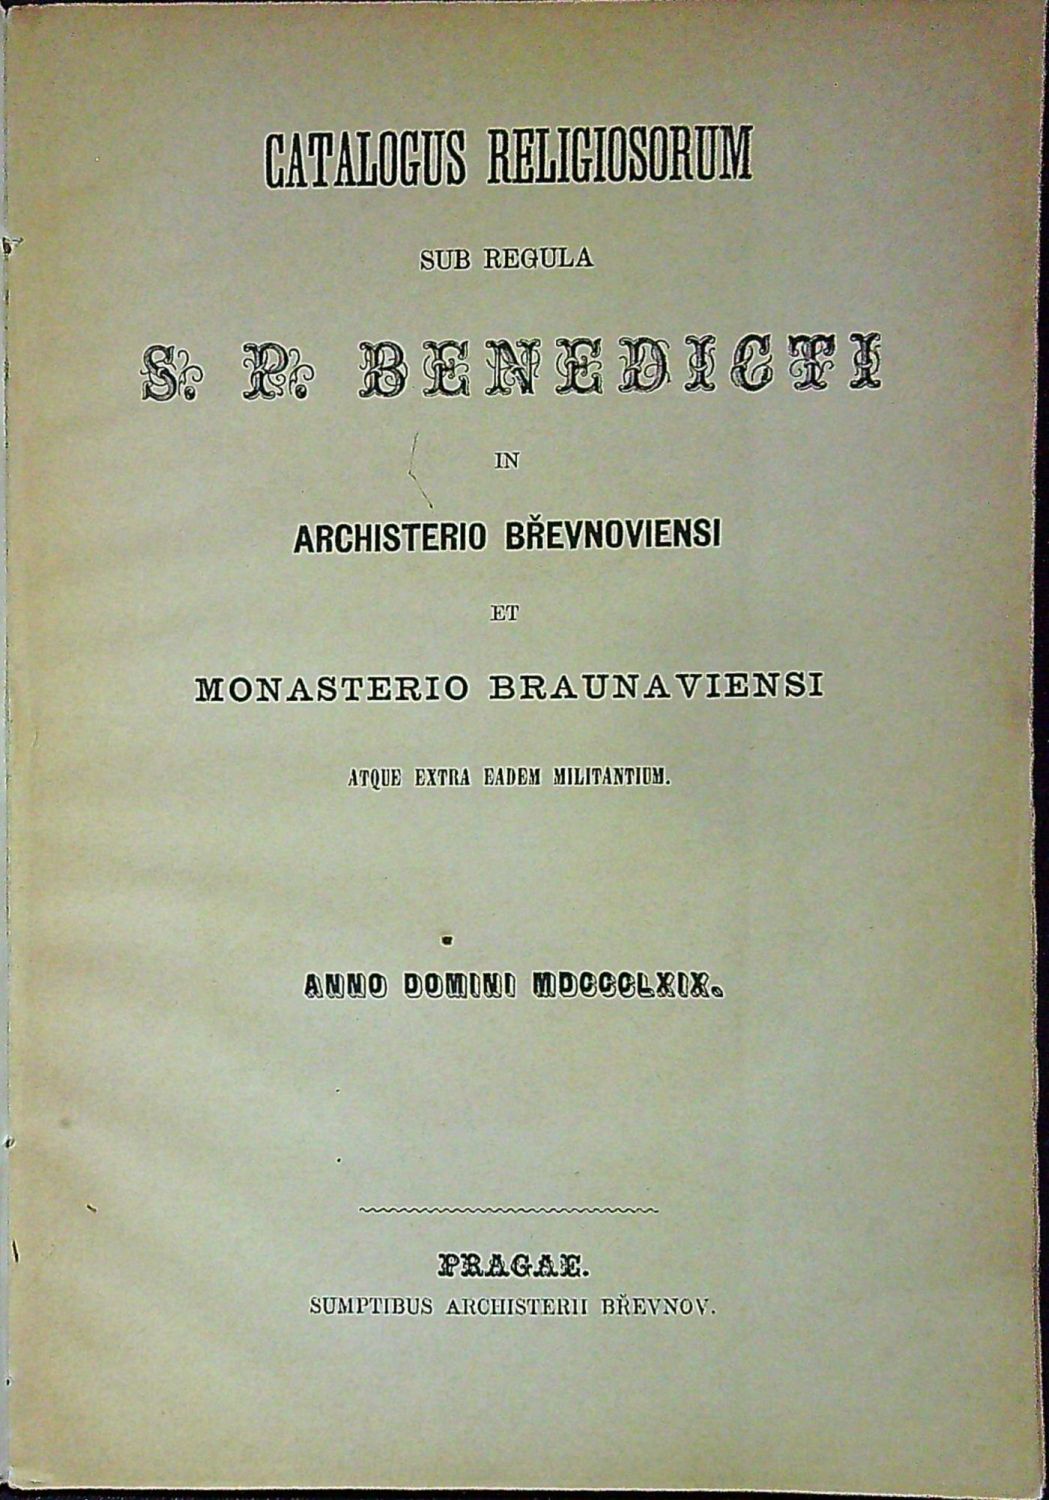 CATALOGUS RELIGIOSORUM
SUB REGULA
S. P. BENEDICTI
IN
ARCHISTERIO BŘEVNOVIENSI
ET
MONASTERIO BRAUNAVIENSI
ATQUE EXTRA EADEM MILITANTIUM.
ANNO DOMINI MDCCCLXIX.
PRAGAE.
SUMPTIBUS ARCHISTERII BŘEVNOV.